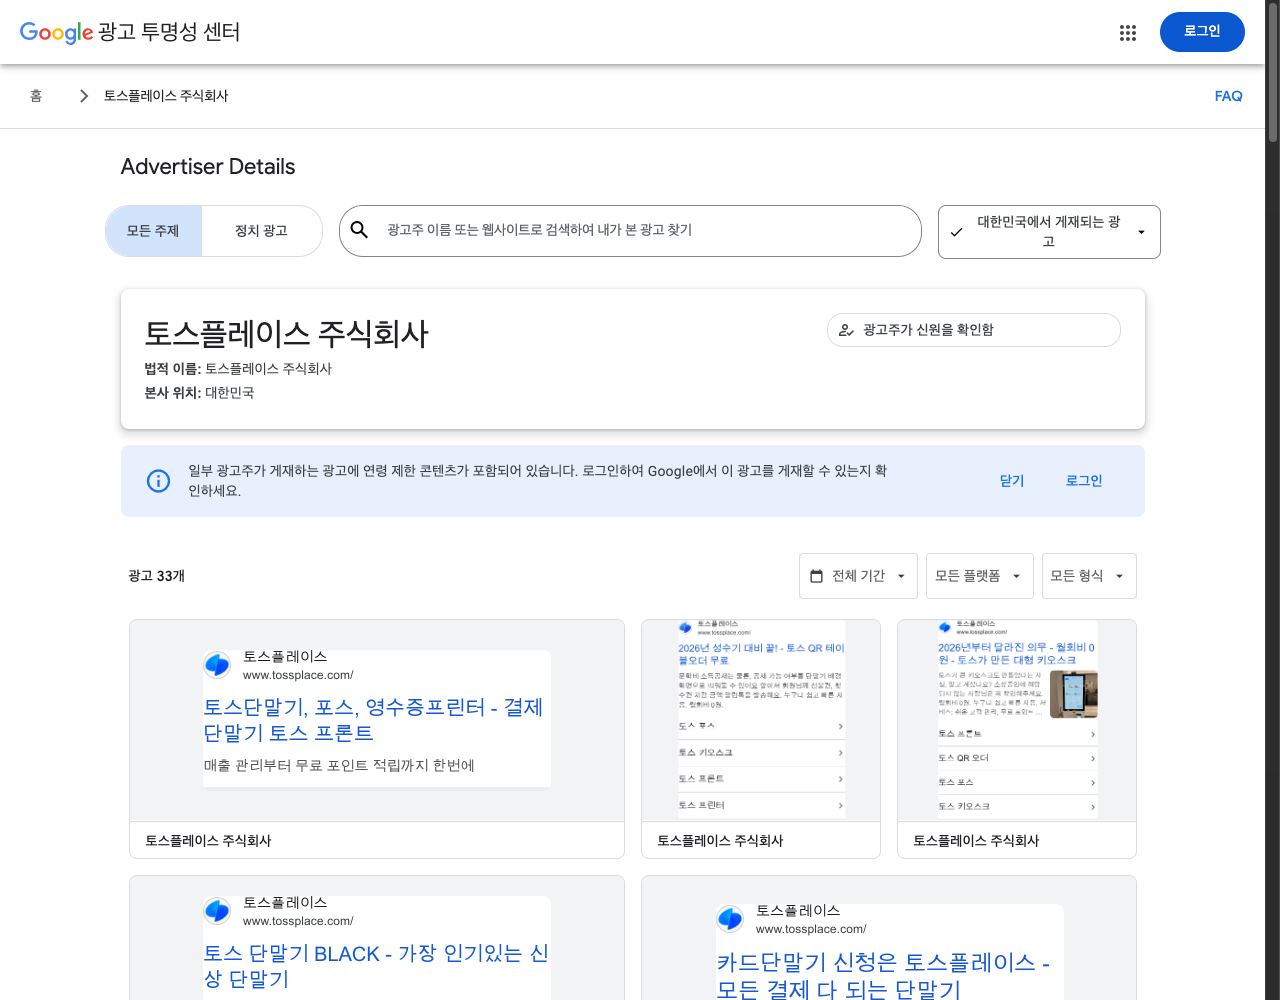 Google 광고 투명성 센터
로그인
홈
토스플레이스 주식회사
FAQ
Advertiser Details
모든 주제
정치 광고
광고주 이름 또는 웹사이트로 검색하여 내가 본 광고 찾기
대한민국에서 게재되는 광
고
토스플레이스 주식회사
광고주가 신원을 확인함
법적 이름: 토스플레이스 주식회사
본사 위치: 대한민국
일부 광고주가 게재하는 광고에 연령 제한 콘텐츠가 포함되어 있습니다. 로그인하여 Google에서 이 광고를 게재할 수 있는지 확
인하세요.
닫기
로그인
광고 33개
전체 기간
모든 플랫폼
모든 형식
토스플레이스
www.tossplace.com/
토스단말기, 포스, 영수증프린터 - 결제
단말기 토스 프론트
매출 관리부터 무료 포인트 적립까지 한번에
토스플레이스 주식회사
토스플레이스
www.tossplace.com/
2026년 성수기 대비 끝! - 토스 QR 테이
블오더 무료
토스 포스
토스 키오스크
토스 프론트
토스 프린터
토스플레이스 주식회사
토스플레이스
www.tossplace.com/
2026년부터 달라진 의무 - 월회비 0
원 - 토스가 만든 대형 키오스크
토스 프론트
토스 QR 오더
토스 포스
토스 키오스크
토스플레이스 주식회사
토스플레이스
www.tossplace.com/
토스 단말기 BLACK - 가장 인기있는 신
상 단말기
토스플레이스
www.tossplace.com/
카드단말기 신청은 토스플레이스 -
모든 결제 다 되는 단말기